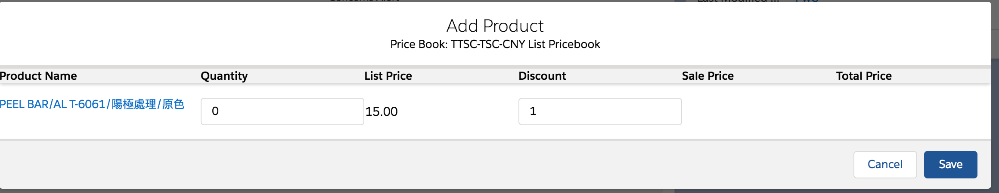 Add Product
Price Book: TTSC-TSC-CNY List Pricebook
Product Name Quantity List Price Discount Sale Price Total Price
PEEL BAR/AL T-6061/陽極處理/原色 0 15.00 1
Cancel Save